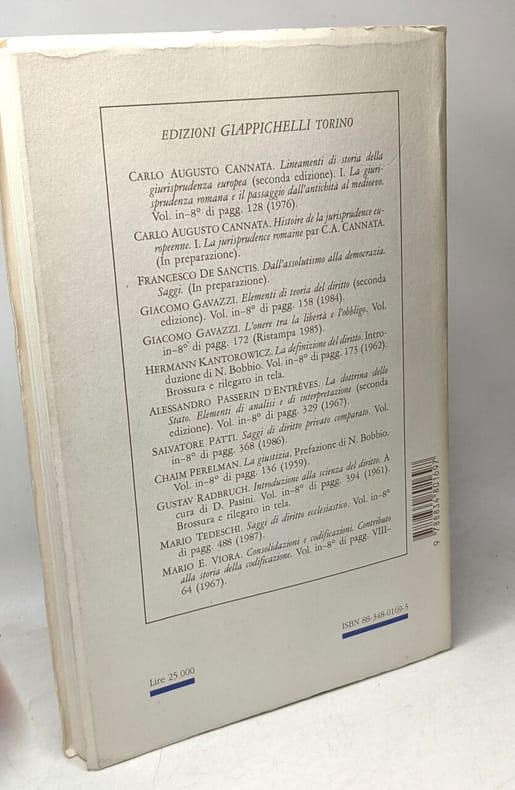 EDIZIONI GIAPPICHELLI TORINO
CARLO AUGUSTO CANNATA. Lineamenti di storia della
giurisprudenza europea (seconda edizione). I. La giuri-
sprudenza romana e il passaggio dall'antichità al medioevo.
Vol. in-8° di pagg. 128 (1976).
CARLO AUGUSTO CANNATA. Histoire de la jurisprudence eu-
ropeenne. I. La jurisprudence romaine par C.A. CANNATA.
(In preparazione).
FRANCESCO DE SANCTIS. Dall'assolutismo alla democrazia.
Saggi. (In preparazione).
GIACOMO GAVAZZI. Elementi di teoria del diritto (seconda
edizione). Vol. in-8° di pagg. 158 (1984).
GIACOMO GAVAZZI. L'onere tra la libertà e l'obbligo. Vol.
in-8° di pagg. 172 (Ristampa 1985).
HERMANN KANTOROWICZ. La definizione del diritto. Intro-
duzione di N. Bobbio. Vol. in-8° di pagg. 173 (1962).
Brossura e rilegato in tela.
ALESSANDRO PASSERIN D'ENTRÈVES. La dottrina dello
Stato. Elementi di analisi e di interpretazione (seconda
edizione). Vol. in-8° di pagg. 329 (1967).
SALVATORE PATTI. Saggi di diritto privato comparato. Vol.
in-8° di pagg. 368 (1986).
CHAIM PERELMAN. La giustizia. Prefazione di N. Bobbio.
Vol. in-8° di pagg. 136 (1959).
GUSTAV RADBRUCH. Introduzione alla scienza del diritto. A
cura di D. Pasini. Vol. in-8° di pagg. 394 (1961).
Brossura e rilegato in tela.
MARIO TEDESCHI. Saggi di diritto ecclesiastico. Vol. in-8°
di pagg. 488 (1987).
MARIO E. VIORA. Consolidazioni e codificazioni. Contributo
alla storia della codificazione. Vol. in-8° di pagg. VIII-
64 (1967).
9 788834 801697
ISBN 88-348-0169-5
Lire 25.000